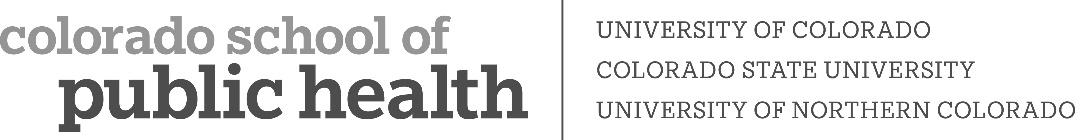 colorado school of
public health
UNIVERSITY OF COLORADO
COLORADO STATE UNIVERSITY
UNIVERSITY OF NORTHERN COLORADO